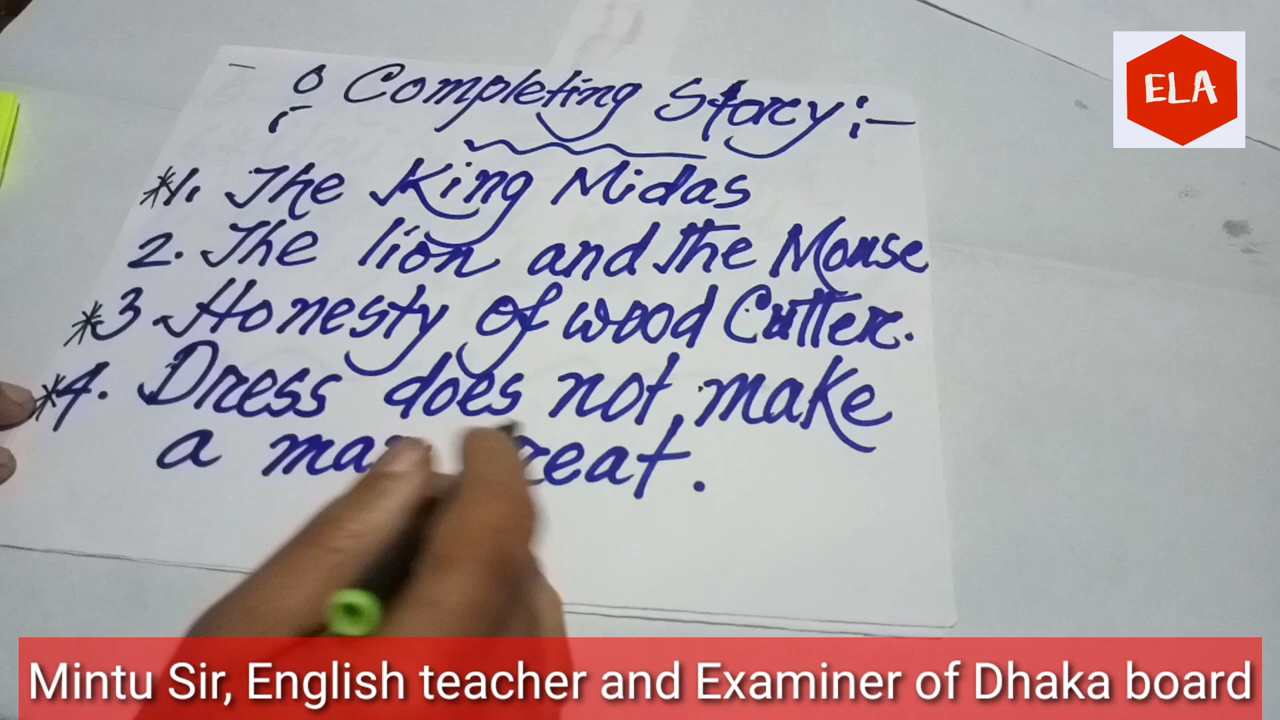 ELA
Completing Story:-
*1. The King Midas
2. The lion and the Mouse
*3 Honesty of wood Cutter.
*4. Dress does not make
a great.
Mintu Sir, English teacher and Examiner of Dhaka board